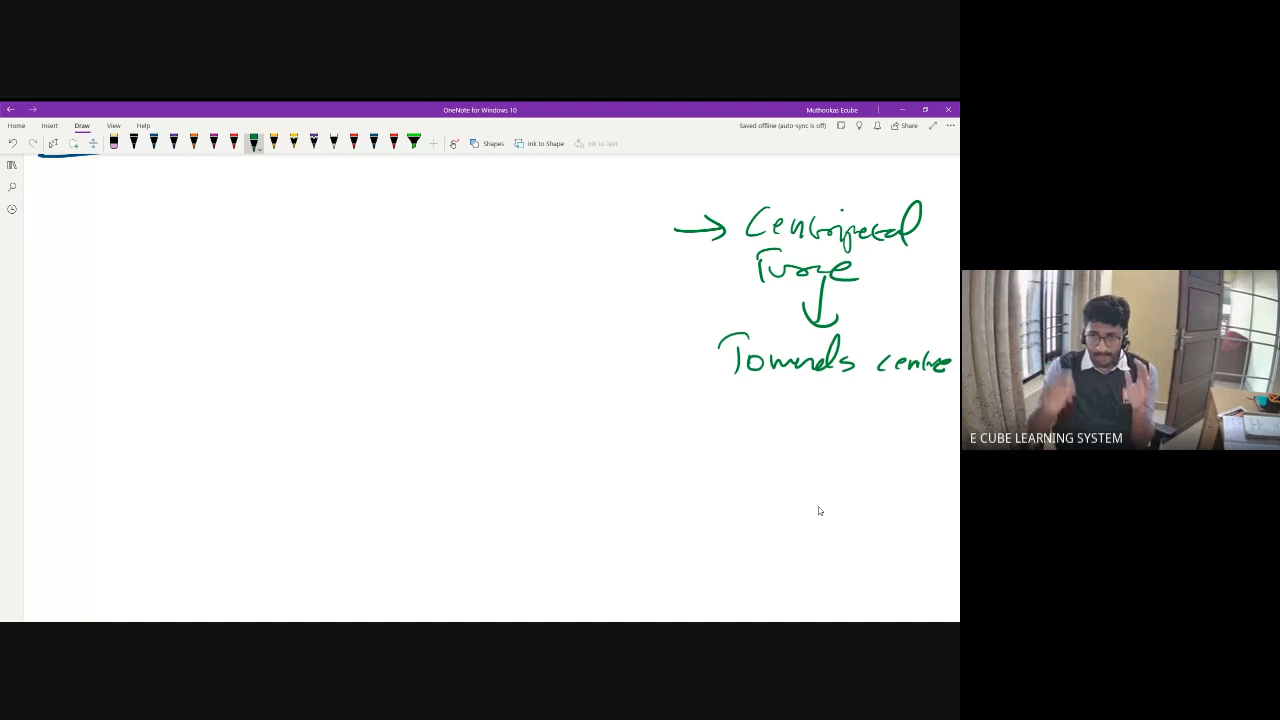 OneNote for Windows 10
Muthookas Ecube
Home Insert Draw View Help
Saved offline (auto-sync is off)
Share
Shapes
Ink to Shape
Ink to Text
→ Centripetal
Force
↓
Towards centre
E CUBE LEARNING SYSTEM